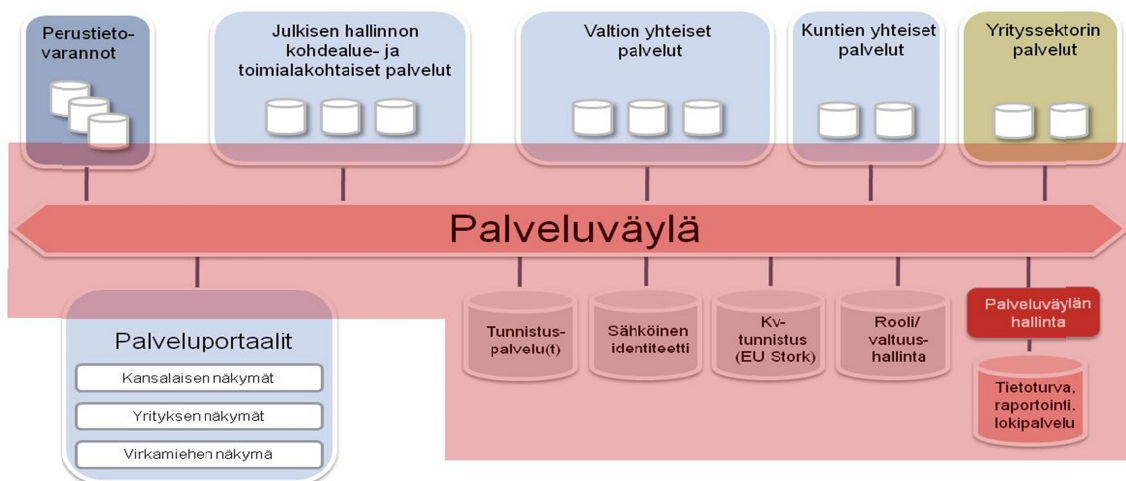 Perustieto-
varannot
Julkisen hallinnon
kohdealue- ja
toimialakohtaiset palvelut
Valtion yhteiset
palvelut
Kuntien yhteiset
palvelut
Yrityssektorin
palvelut
Palveluväylä
Palveluportaalit
Kansalaisen näkymät
Yrityksen näkymät
Virkamiehen näkymä
Tunnistus-
palvelu(t)
Sähköinen
identiteetti
Kv-
tunnistus
(EU Stork)
Rooli/
valtuus-
hallinta
Palveluväylän
hallinta
Tietoturva,
raportointi.
lokipalvelu